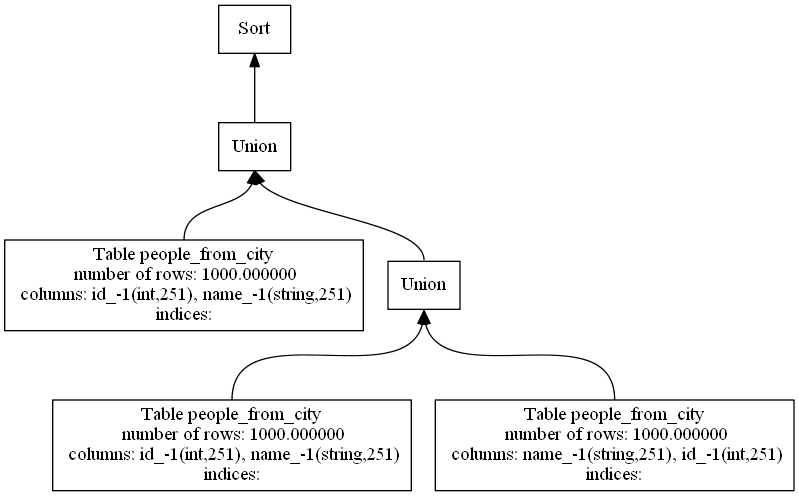 Sort
Union
Table people_from_city
number of rows: 1000.000000
columns: id_-1(int,251), name_-1(string,251)
indices:
Union
Table people_from_city
number of rows: 1000.000000
columns: id_-1(int,251), name_-1(string,251)
indices:
Table people_from_city
number of rows: 1000.000000
columns: name_-1(string,251), id_-1(int,251)
indices: